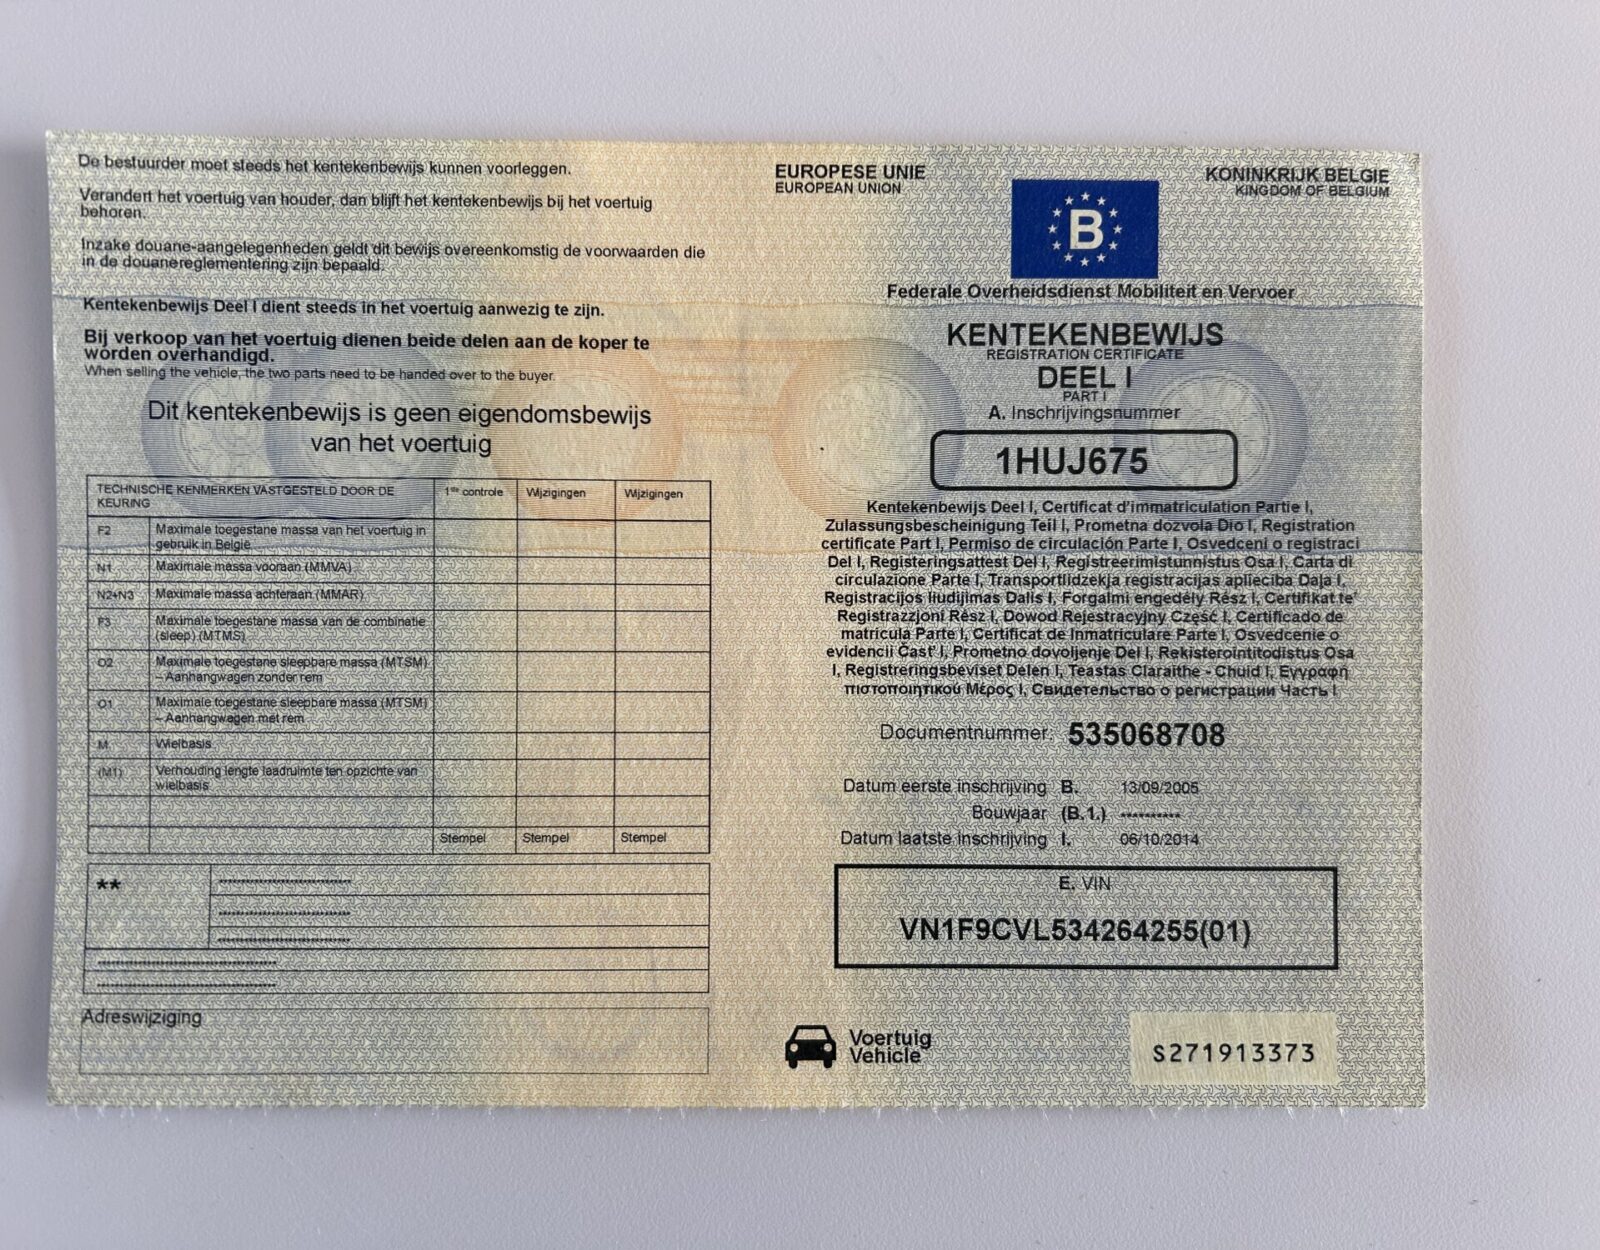 De bestuurder moet steeds het kentekenbewijs kunnen voorleggen.
Verandert het voertuig van houder, dan blijft het kentekenbewijs bij het voertuig
behoren.
Inzake douane-aangelegenheden geldt dit bewijs overeenkomstig de voorwaarden die
in de douanereglementering zijn bepaald.
Kentekenbewijs Deel I dient steeds in het voertuig aanwezig te zijn.
Bij verkoop van het voertuig dienen beide delen aan de koper te
worden overhandigd.
When selling the vehicle, the two parts need to be handed over to the buyer.
Dit kentekenbewijs is geen eigendomsbewijs
van het voertuig
TECHNISCHE KENMERKEN VASTGESTELD DOOR DE
KEURING
1ste controle
Wijzigingen
Wijzigingen
F2 Maximale toegestane massa van het voertuig in
gebruik in België
N1 Maximale massa vooraan (MMVA)
N2+N3 Maximale massa achteraan (MMAR)
F3 Maximale toegestane massa van de combinatie
(sleep) (MTMS)
O2 Maximale toegestane sleepbare massa (MTSM)
– Aanhangwagen zonder rem
O1 Maximale toegestane sleepbare massa (MTSM)
– Aanhangwagen met rem
M Wielbasis
(M1) Verhouding lengte laadruimte ten opzichte van
wielbasis
Stempel Stempel Stempel
**
Adreswijziging
EUROPESE UNIE
EUROPEAN UNION
B
KONINKRIJK BELGIE
KINGDOM OF BELGIUM
Federale Overheidsdienst Mobiliteit en Vervoer
KENTEKENBEWIJS
REGISTRATION CERTIFICATE
DEEL I
PART I
A. Inschrijvingsnummer
1HUJ675
Kentekenbewijs Deel I, Certificat d'immatriculation Partie I,
Zulassungsbescheinigung Teil I, Prometna dozvola Dio I, Registration
certificate Part I, Permiso de circulación Parte I, Osvedceni o registraci
Del I, Registeringsattest Del I, Registreerimistunnistus Osa I, Carta di
circulazione Parte I, Transportlidzekja registracijas aplieciba Daja I,
Registracijos liudijimas Dalis I, Forgalmi engedély Rész I, Certifikat te'
Registrazzjoni Rész I, Dowod Rejestracyjny Część I, Certificado de
matricula Parte I, Certificat de Inmatriculare Parte I, Osvedcenie o
evidencii Časť I, Prometno dovoljenje Del I, Rekisterointitodistus Osa
I, Registreringsbeviset Delen I, Teastas Claraithe - Chuid I, Εγγραφη
πιστοποιητικού Μέρος I, Свидетельство о регистрации Часть I
Documentnummer: 535068708
Datum eerste inschrijving B. 13/09/2005
Bouwjaar (B.1.) **********
Datum laatste inschrijving I. 06/10/2014
E. VIN
VN1F9CVL534264255(01)
Voertuig
Vehicle
S271913373